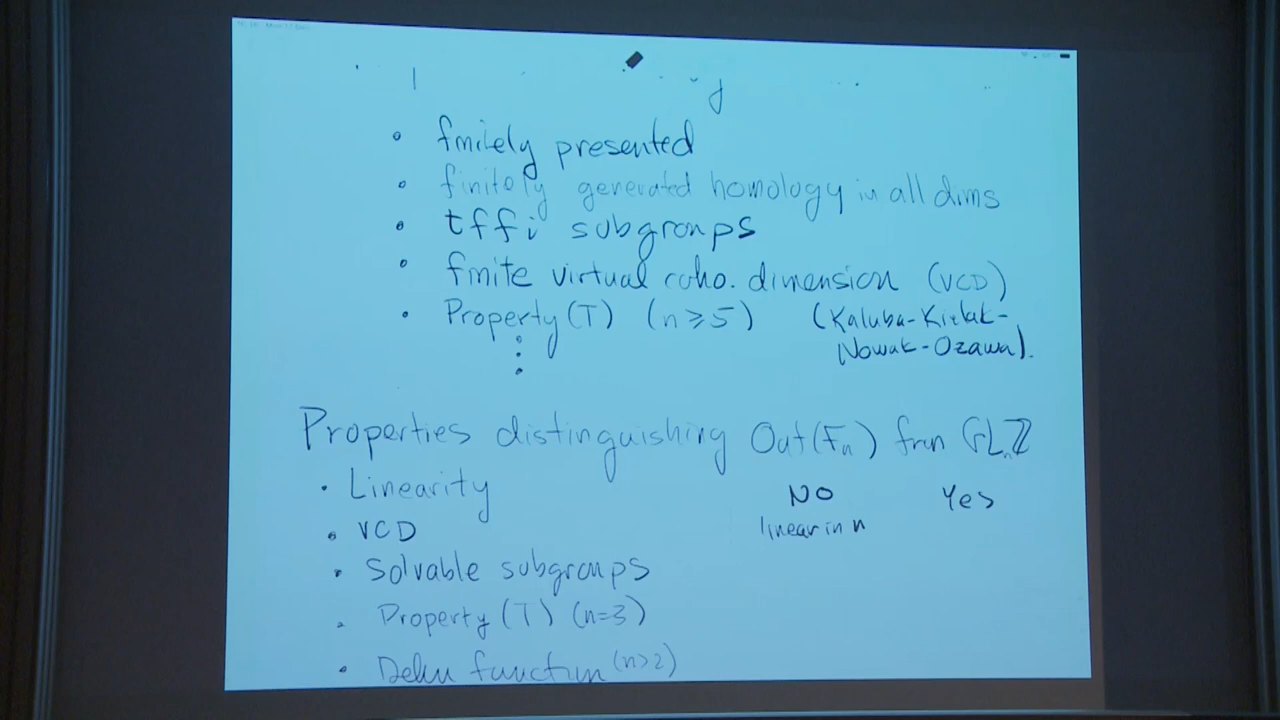 • finitely presented
• finitely generated homology in all dims
• tffi subgroups
• finite virtual coho. dimension (VCD)
• Property (T) (n≥5) (Kaluba-Kielak-
Nowak-Ozawa).
Properties distinguishing Out(Fn) from GLnℤ
• Linearity NO Yes
• VCD linear in n
• Solvable subgroups
• Property (T) (n=3)
• Dehn function (n>2)